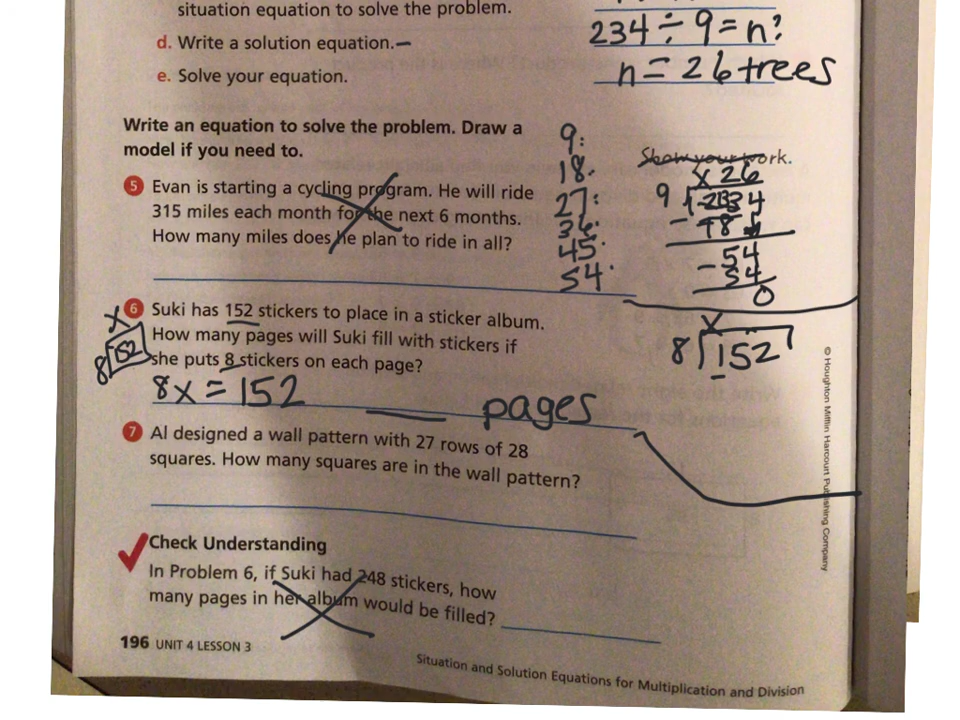 situation equation to solve the problem.
d. Write a solution equation.
e. Solve your equation.
234 ÷ 9 = n?
n = 26 trees
Write an equation to solve the problem. Draw a
model if you need to.
9:
18.
27:
36:
45:
54.
Show your work.
x 26
9 234
- 18
- 54
54
0
5 Evan is starting a cycling program. He will ride
315 miles each month for the next 6 months.
How many miles does he plan to ride in all?
6 Suki has 152 stickers to place in a sticker album.
How many pages will Suki fill with stickers if
she puts 8 stickers on each page?
x
8 152
8x = 152
pages
x
8 152
7 Al designed a wall pattern with 27 rows of 28
squares. How many squares are in the wall pattern?
Check Understanding
In Problem 6, if Suki had 248 stickers, how
many pages in her album would be filled?
196 UNIT 4 LESSON 3
Situation and Solution Equations for Multiplication and Division
© Houghton Mifflin Harcourt Publishing Company